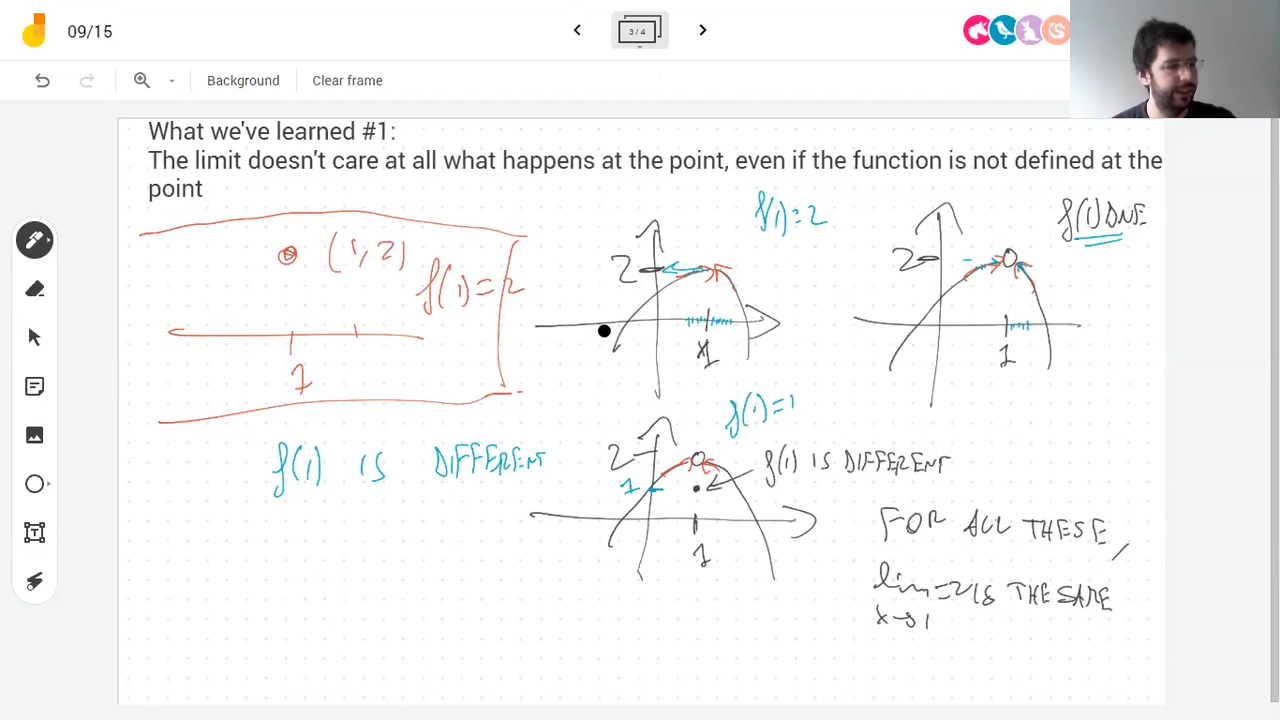 09/15
3 / 4
Background
Clear frame
What we've learned #1:
The limit doesn't care at all what happens at the point, even if the function is not defined at the
point
(1,2)
f(1)=2
1
f(1)=2
2
1
f(1)DNE
2
1
f(1) IS DIFFERENT
f(1)=1
2
1
1
f(1) IS DIFFERENT
FOR ALL THESE,
lim =2 IS THE SAME
x→1